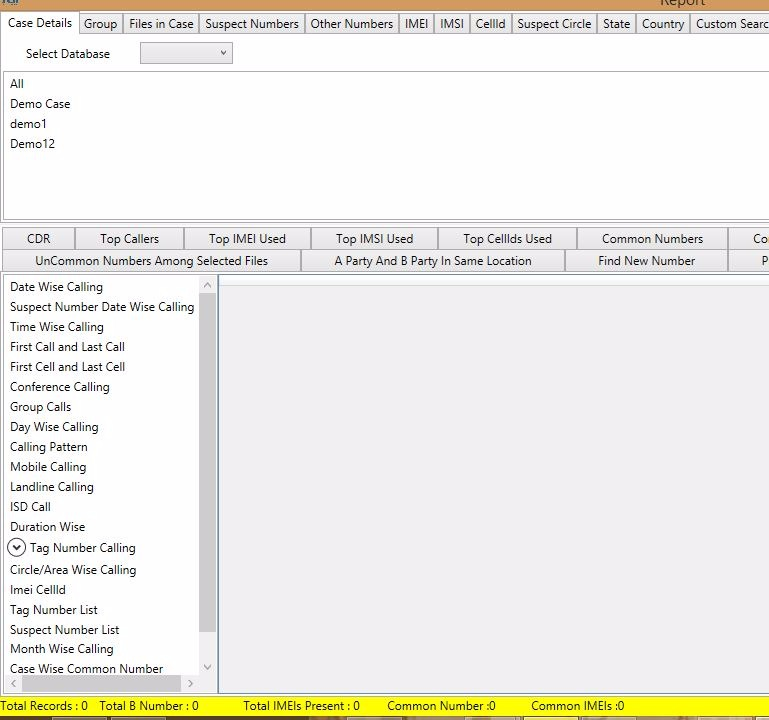 Report
Case Details Group Files in Case Suspect Numbers Other Numbers IMEI IMSI CellId Suspect Circle State Country Custom Searc
Select Database
All
Demo Case
demo1
Demo12
CDR Top Callers Top IMEI Used Top IMSI Used Top CellIds Used Common Numbers Co
UnCommon Numbers Among Selected Files A Party And B Party In Same Location Find New Number P
Date Wise Calling
Suspect Number Date Wise Calling
Time Wise Calling
First Call and Last Call
First Cell and Last Cell
Conference Calling
Group Calls
Day Wise Calling
Calling Pattern
Mobile Calling
Landline Calling
ISD Call
Duration Wise
Tag Number Calling
Circle/Area Wise Calling
Imei CellId
Tag Number List
Suspect Number List
Month Wise Calling
Case Wise Common Number
Total Records : 0 Total B Number : 0 Total IMEIs Present : 0 Common Number :0 Common IMEIs :0